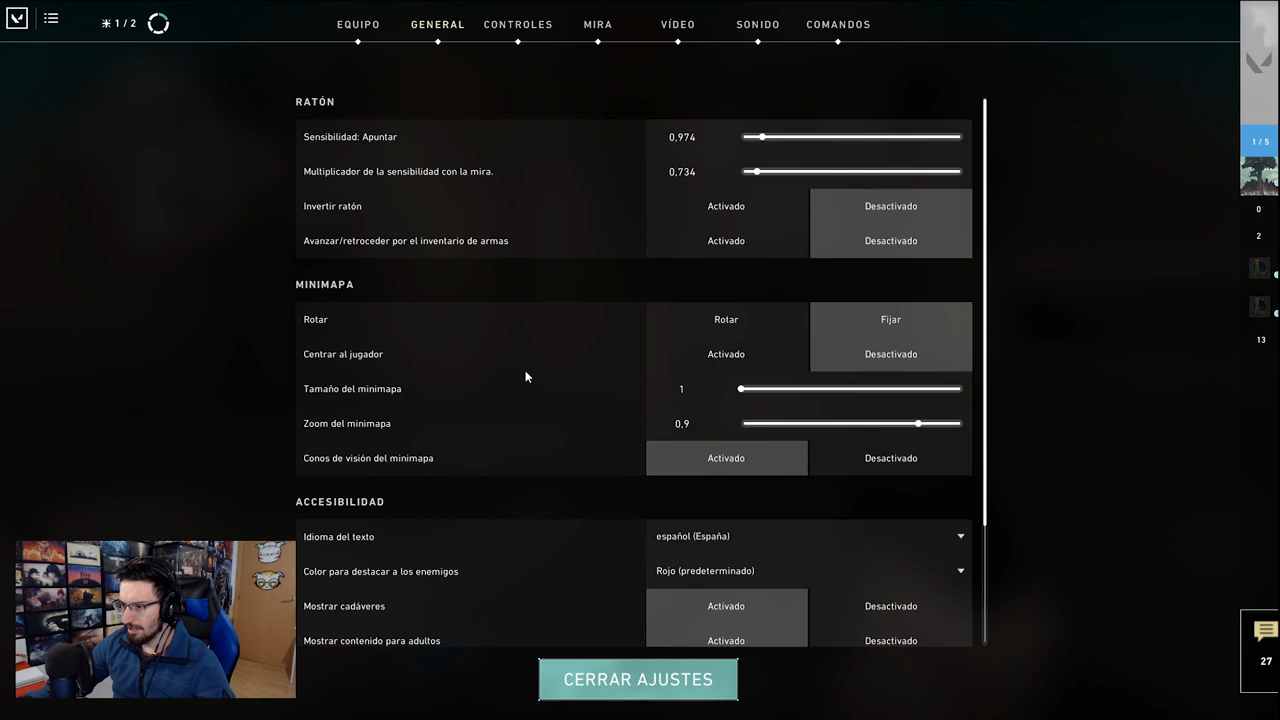 1 / 2
EQUIPO
GENERAL
CONTROLES
MIRA
VÍDEO
SONIDO
COMANDOS
RATÓN
Sensibilidad: Apuntar 0,974
Multiplicador de la sensibilidad con la mira. 0,734
Invertir ratón Activado Desactivado
Avanzar/retroceder por el inventario de armas Activado Desactivado
MINIMAPA
Rotar Rotar Fijar
Centrar al jugador Activado Desactivado
Tamaño del minimapa 1
Zoom del minimapa 0,9
Conos de visión del minimapa Activado Desactivado
ACCESIBILIDAD
Idioma del texto español (España)
Color para destacar a los enemigos Rojo (predeterminado)
Mostrar cadáveres Activado Desactivado
Mostrar contenido para adultos Activado Desactivado
CERRAR AJUSTES
1 / 5
0
2
13
27